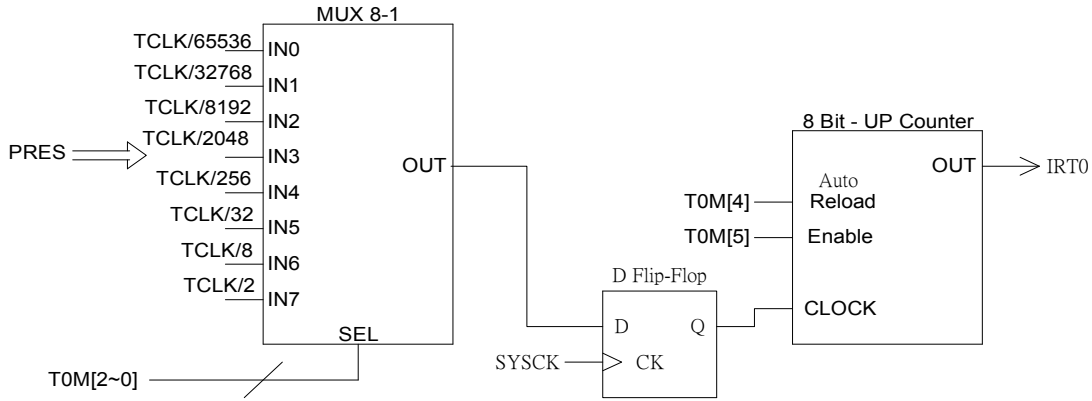 MUX 8-1
TCLK/65536
IN0
TCLK/32768
IN1
TCLK/8192
IN2
TCLK/2048
IN3
PRES
TCLK/256
IN4
TCLK/32
IN5
TCLK/8
IN6
TCLK/2
IN7
OUT
SEL
T0M[2~0]
D Flip-Flop
D
Q
SYSCK
CK
8 Bit - UP Counter
OUT
IRT0
Auto
T0M[4]
Reload
T0M[5]
Enable
CLOCK